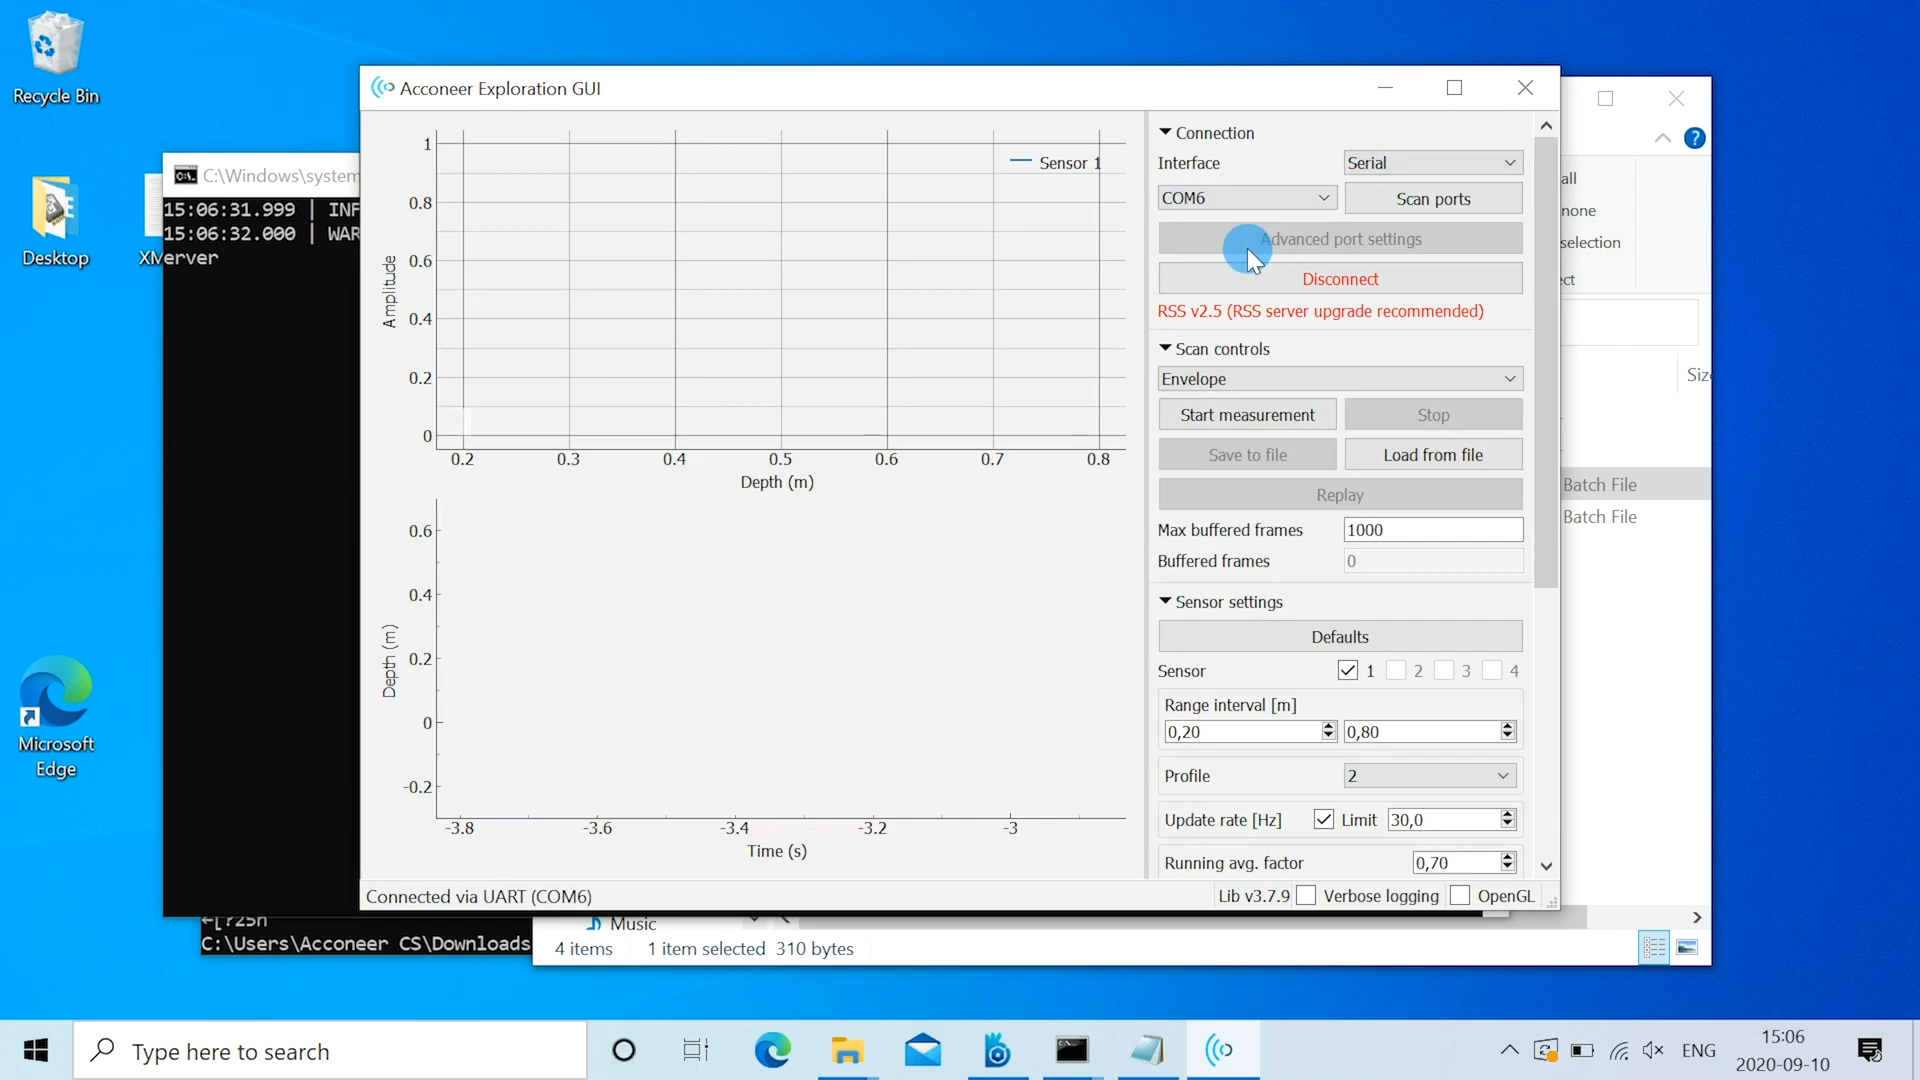 Recycle Bin
Desktop
XM
Microsoft
Edge
C:\Windows\system
15:06:31.999 | INF
15:06:32.000 | WAR
erver
Acconeer Exploration GUI
Sensor 1
1
0.8
0.6
0.4
0.2
0
Amplitude
0.2 0.3 0.4 0.5 0.6 0.7 0.8
Depth (m)
0.6
0.4
0.2
0
-0.2
Depth (m)
-3.8 -3.6 -3.4 -3.2 -3
Time (s)
Connection
Interface Serial
COM6 Scan ports
Advanced port settings
Disconnect
RSS v2.5 (RSS server upgrade recommended)
Scan controls
Envelope
Start measurement Stop
Save to file Load from file
Replay
Max buffered frames 1000
Buffered frames 0
Sensor settings
Defaults
Sensor 1 2 3 4
Range interval [m]
0,20 0,80
Profile 2
Update rate [Hz] Limit 30,0
Running avg. factor 0,70
Connected via UART (COM6) Lib v3.7.9 Verbose logging OpenGL
all
none
selection
ect
Siz
Batch File
Batch File
←[?25h
C:\Users\Acconeer CS\Downloads
Music
4 items 1 item selected 310 bytes
Type here to search
ENG
15:06
2020-09-10